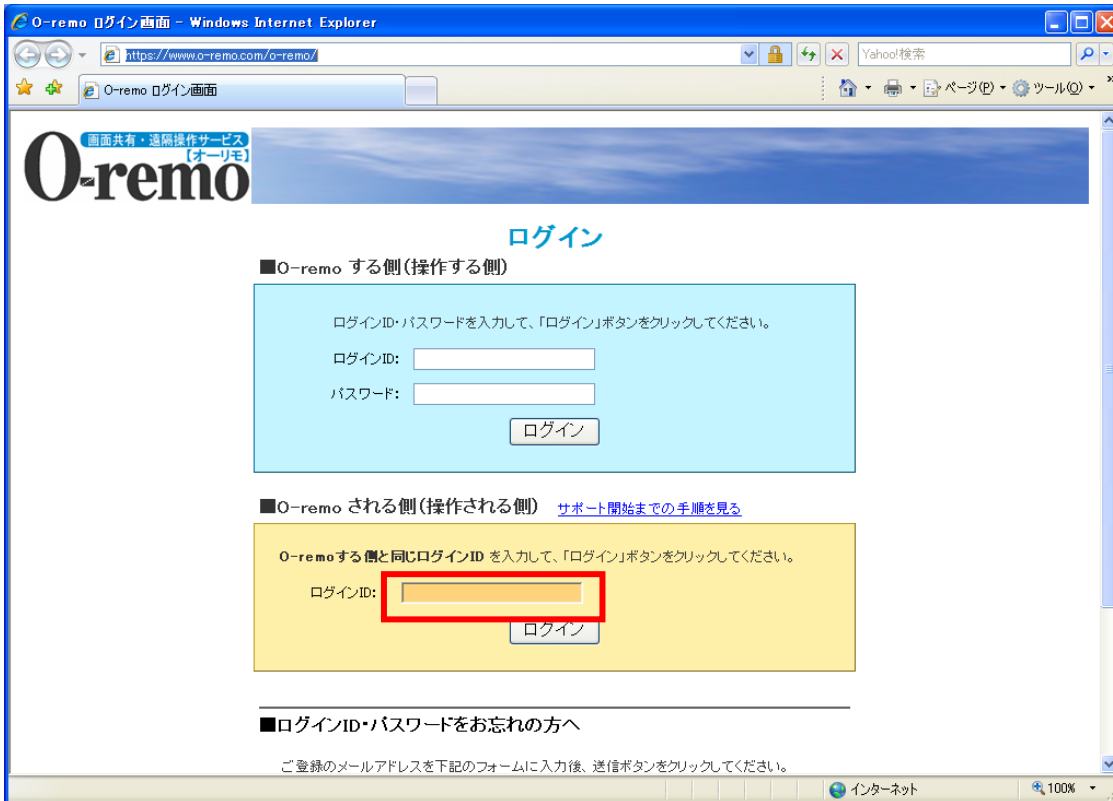 O-remo ログイン画面 - Windows Internet Explorer
https://www.o-remo.com/o-remo/
Yahoo!検索
O-remo ログイン画面
ページ(P)
ツール(O)
»
画面共有・遠隔操作サービス
【オーリモ】
O-remo
ログイン
■O-remo する側(操作する側)
ログインID・パスワードを入力して、「ログイン」ボタンをクリックしてください。
ログインID:
パスワード:
ログイン
■O-remo される側(操作される側) サポート開始までの手順を見る
O-remoする側と同じログインID を入力して、「ログイン」ボタンをクリックしてください。
ログインID:
ログイン
■ログインID・パスワードをお忘れの方へ
ご登録のメールアドレスを下記のフォームに入力後、送信ボタンをクリックしてください。
インターネット
100%